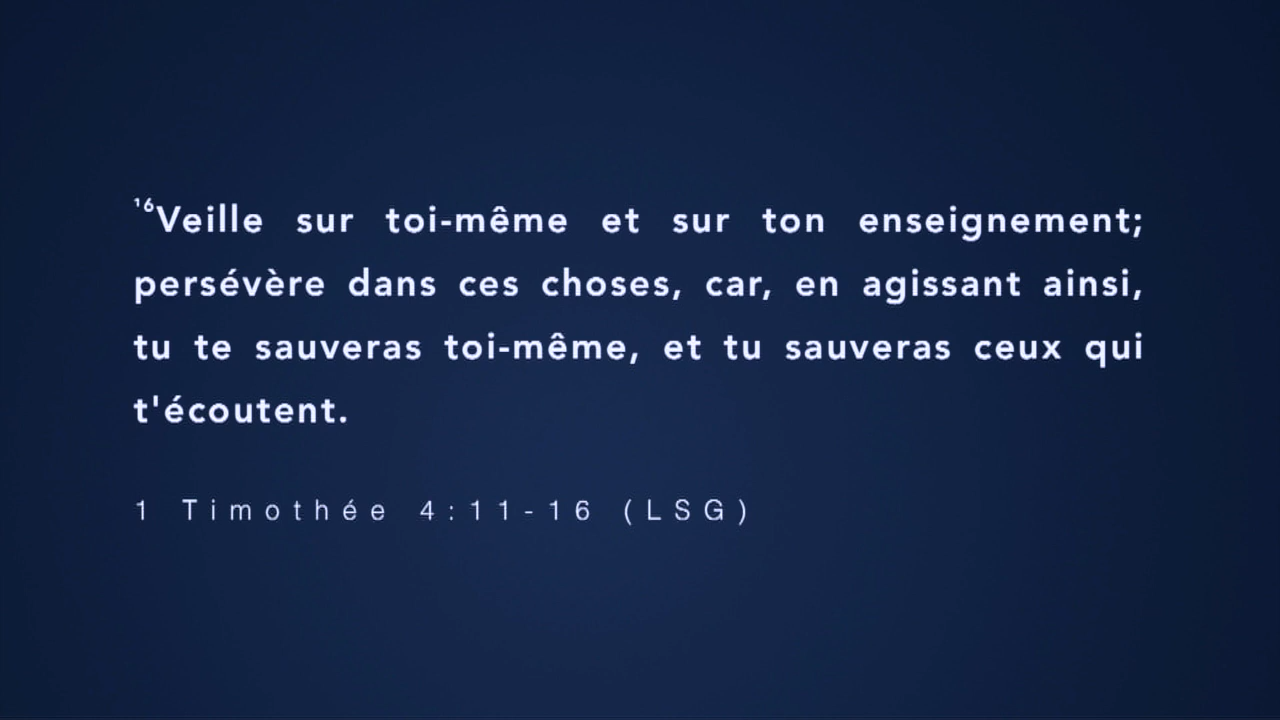 ¹⁶Veille sur toi-même et sur ton enseignement;
persévère dans ces choses, car, en agissant ainsi,
tu te sauveras toi-même, et tu sauveras ceux qui
t'écoutent.
1 Timothée 4:11-16 (LSG)